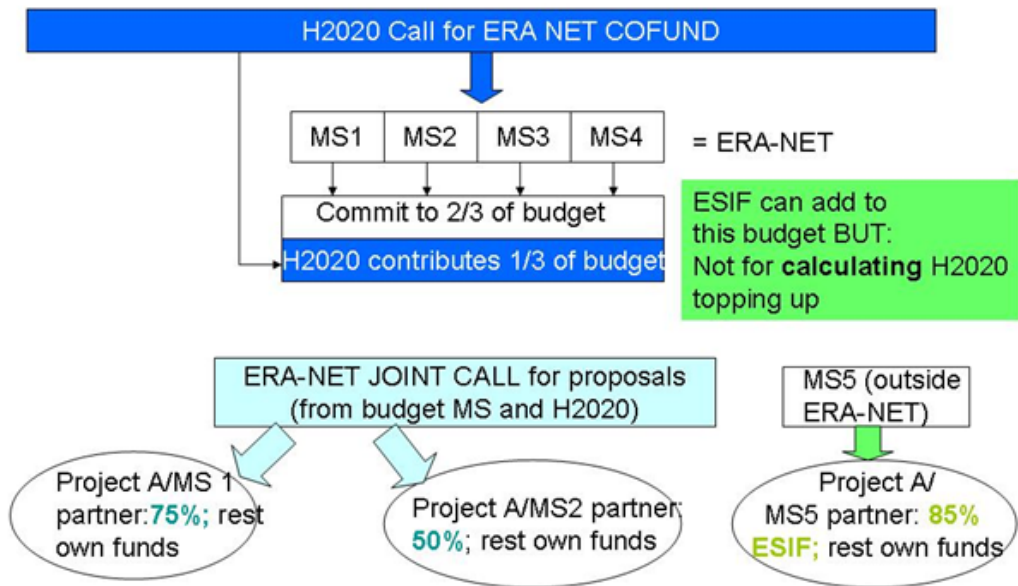 H2020 Call for ERA NET COFUND
MS1 MS2 MS3 MS4
= ERA-NET
Commit to 2/3 of budget
H2020 contributes 1/3 of budget
ESIF can add to
this budget BUT:
Not for calculating H2020
topping up
ERA-NET JOINT CALL for proposals
(from budget MS and H2020)
MS5 (outside
ERA-NET)
Project A/MS 1
partner:75%; rest
own funds
Project A/MS2 partner:
50%; rest own funds
Project A/
MS5 partner: 85%
ESIF; rest own funds